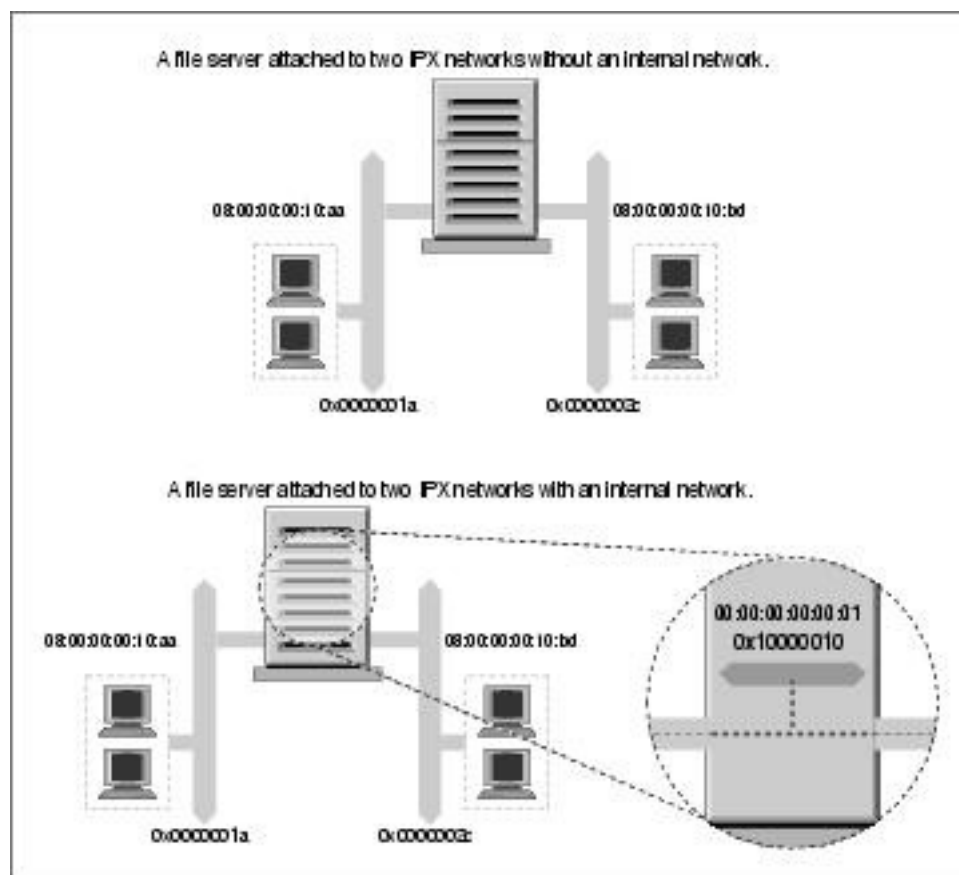 A file server attached to two IPX networks without an internal network.
08:00:00:00:10:aa
08:00:00:00:10:bd
0x0000001a
0x0000003c
A file server attached to two IPX networks with an internal network.
08:00:00:00:10:aa
08:00:00:00:10:bd
00:00:00:00:00:01
0x10000010
0x0000001a
0x0000003c